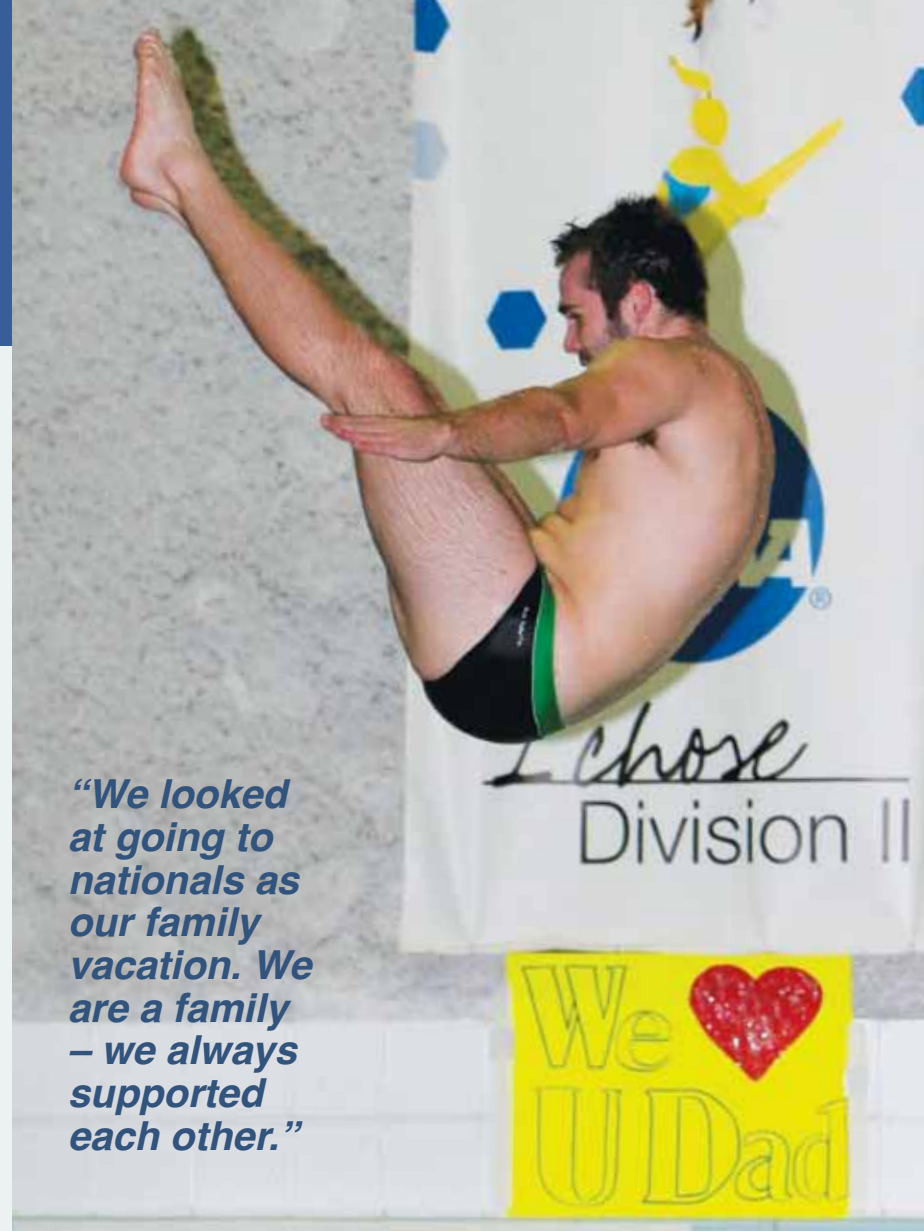 “We looked
at going to
nationals as
our family
vacation. We
are a family
– we always
supported
each other.”
A®
I chose
Division II
We
U Dad